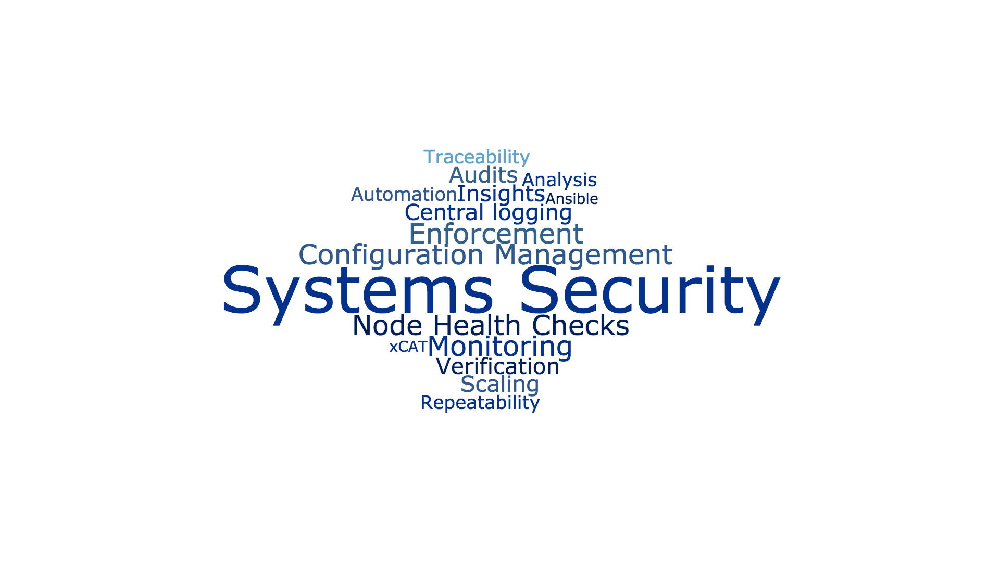 Traceability
Audits Analysis
Automation Insights Ansible
Central logging
Enforcement
Configuration Management
Systems Security
Node Health Checks
xCAT Monitoring
Verification
Scaling
Repeatability